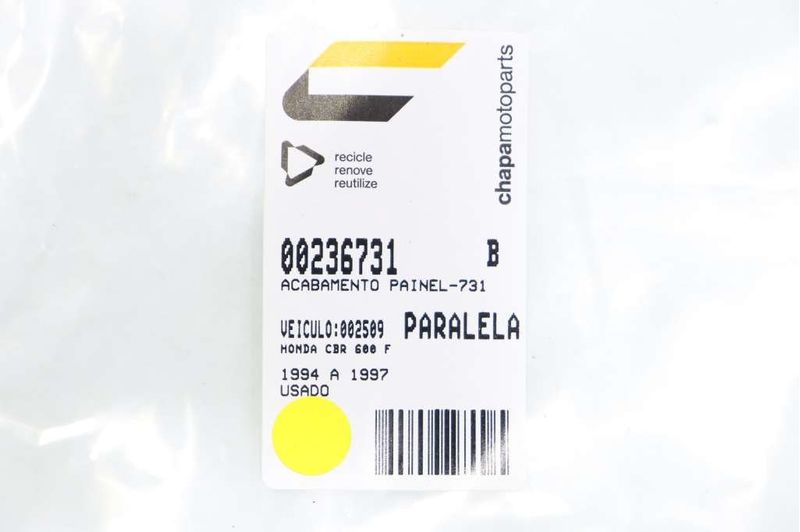 chapamotoparts
recicle
renove
reutilize
00236731 B
ACABAMENTO PAINEL-731
VEICULO:002509 PARALELA
HONDA CBR 600 F
1994 A 1997
USADO